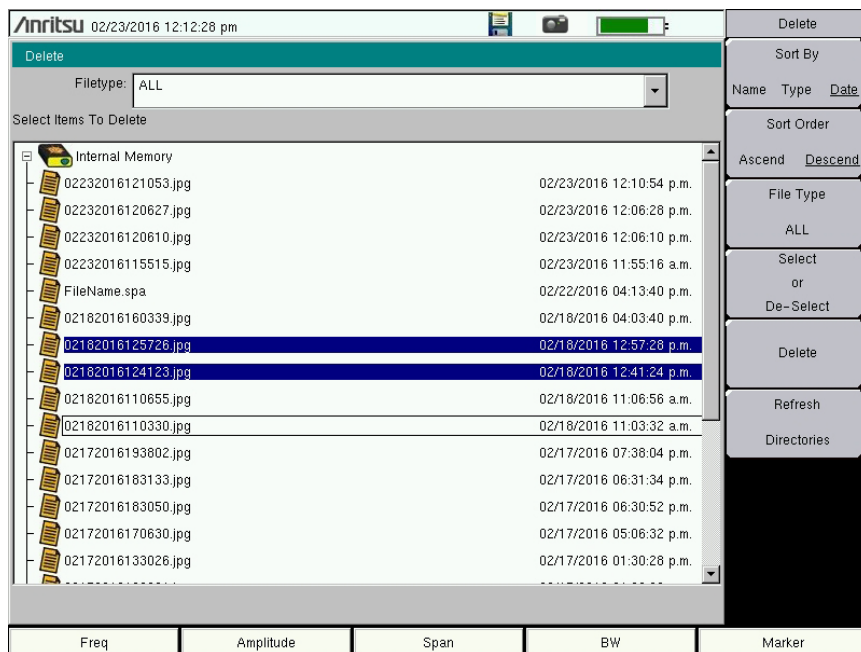 Anritsu 02/23/2016 12:12:28 pm
Delete
Filetype: ALL
Select Items To Delete
Internal Memory
02232016121053.jpg 02/23/2016 12:10:54 p.m.
02232016120627.jpg 02/23/2016 12:06:28 p.m.
02232016120610.jpg 02/23/2016 12:06:10 p.m.
02232016115515.jpg 02/23/2016 11:55:16 a.m.
FileName.spa 02/22/2016 04:13:40 p.m.
02182016160339.jpg 02/18/2016 04:03:40 p.m.
02182016125726.jpg 02/18/2016 12:57:28 p.m.
02182016124123.jpg 02/18/2016 12:41:24 p.m.
02182016110655.jpg 02/18/2016 11:06:56 a.m.
02182016110330.jpg 02/18/2016 11:03:32 a.m.
02172016193802.jpg 02/17/2016 07:38:04 p.m.
02172016183133.jpg 02/17/2016 06:31:34 p.m.
02172016183050.jpg 02/17/2016 06:30:52 p.m.
02172016170630.jpg 02/17/2016 05:06:32 p.m.
02172016133026.jpg 02/17/2016 01:30:28 p.m.
Delete
Sort By
Name Type Date
Sort Order
Ascend Descend
File Type
ALL
Select
or
De-Select
Delete
Refresh
Directories
Freq Amplitude Span BW Marker